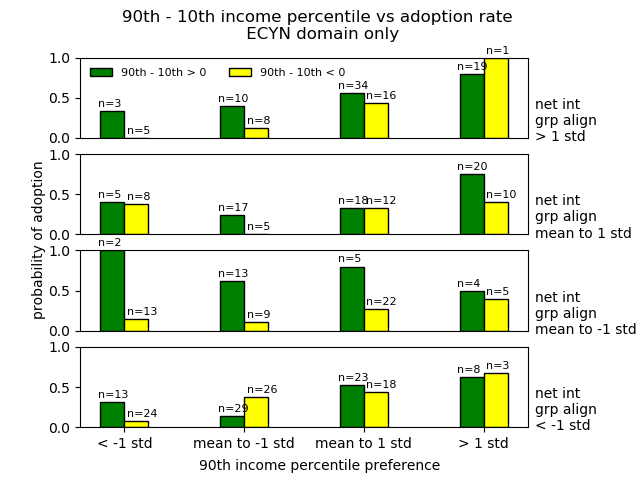 90th - 10th income percentile vs adoption rate
ECYN domain only
probability of adoption
1.0
0.5
0.0
90th - 10th > 0
90th - 10th < 0
n=3
n=5
n=10
n=8
n=34
n=16
n=19
n=1
net int
grp align
> 1 std
1.0
0.5
0.0
n=5
n=8
n=17
n=5
n=18
n=12
n=20
n=10
net int
grp align
mean to 1 std
1.0
0.5
0.0
n=2
n=13
n=13
n=9
n=5
n=22
n=4
n=5
net int
grp align
mean to -1 std
1.0
0.5
0.0
n=13
n=24
n=29
n=26
n=23
n=18
n=8
n=3
net int
grp align
< -1 std
< -1 std
mean to -1 std
mean to 1 std
> 1 std
90th income percentile preference